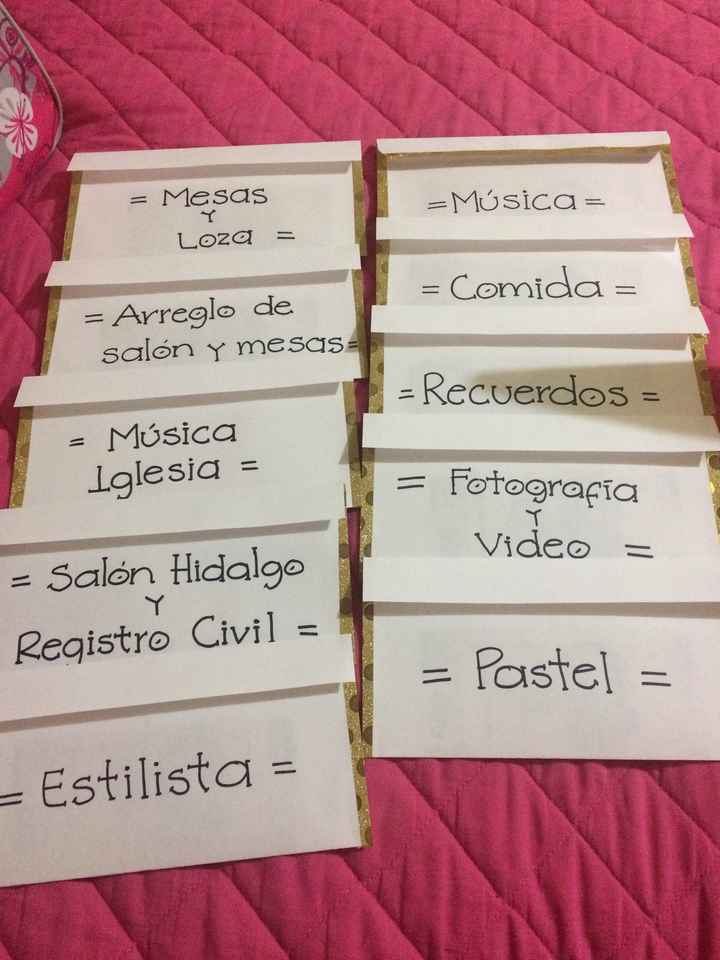 = Mesas
Y
Loza =
= Arreglo de
salón y mesas=
= Música
Iglesia =
= Salón Hidalgo
Y
Registro Civil =
= Estilista =
=Música=
= Comida =
= Recuerdos =
= Fotografía
Y
Video =
= Pastel =